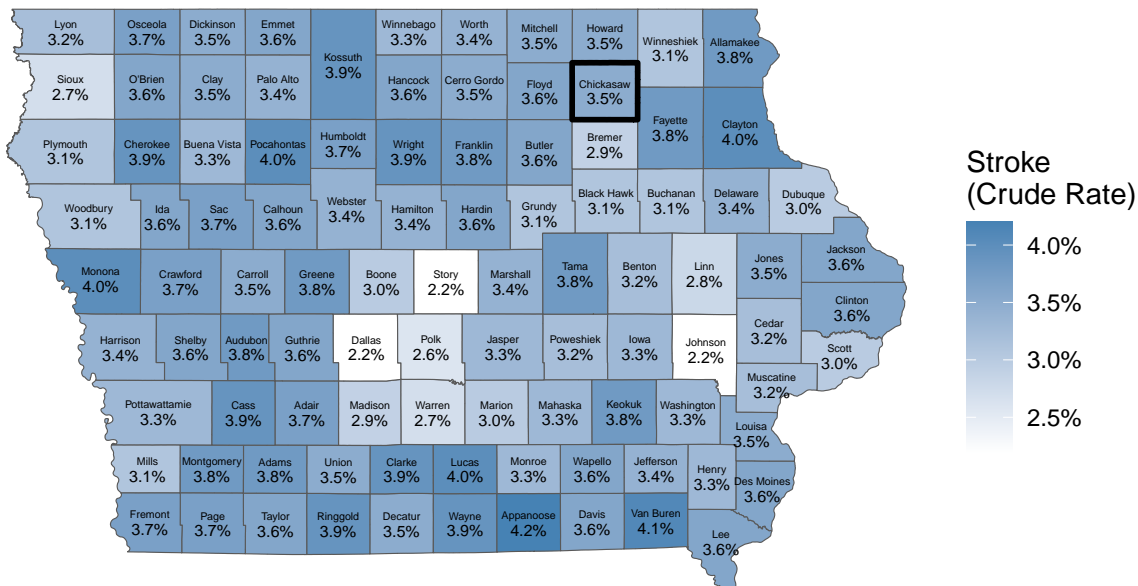 Lyon
3.2%
Osceola
3.7%
Dickinson
3.5%
Emmet
3.6%
Kossuth
3.9%
Winnebago
3.3%
Worth
3.4%
Mitchell
3.5%
Howard
3.5%
Winneshiek
3.1%
Allamakee
3.8%
Sioux
2.7%
O'Brien
3.6%
Clay
3.5%
Palo Alto
3.4%
Hancock
3.6%
Cerro Gordo
3.5%
Floyd
3.6%
Chickasaw
3.5%
Plymouth
3.1%
Cherokee
3.9%
Buena Vista
3.3%
Pocahontas
4.0%
Humboldt
3.7%
Wright
3.9%
Franklin
3.8%
Butler
3.6%
Bremer
2.9%
Fayette
3.8%
Clayton
4.0%
Woodbury
3.1%
Ida
3.6%
Sac
3.7%
Calhoun
3.6%
Webster
3.4%
Hamilton
3.4%
Hardin
3.6%
Grundy
3.1%
Black Hawk
3.1%
Buchanan
3.1%
Delaware
3.4%
Dubuque
3.0%
Monona
4.0%
Crawford
3.7%
Carroll
3.5%
Greene
3.8%
Boone
3.0%
Story
2.2%
Marshall
3.4%
Tama
3.8%
Benton
3.2%
Linn
2.8%
Jones
3.5%
Jackson
3.6%
Clinton
3.6%
Harrison
3.4%
Shelby
3.6%
Audubon
3.8%
Guthrie
3.6%
Dallas
2.2%
Polk
2.6%
Jasper
3.3%
Poweshiek
3.2%
Iowa
3.3%
Johnson
2.2%
Cedar
3.2%
Scott
3.0%
Muscatine
3.2%
Pottawattamie
3.3%
Cass
3.9%
Adair
3.7%
Madison
2.9%
Warren
2.7%
Marion
3.0%
Mahaska
3.3%
Keokuk
3.8%
Washington
3.3%
Louisa
3.5%
Mills
3.1%
Montgomery
3.8%
Adams
3.8%
Union
3.5%
Clarke
3.9%
Lucas
4.0%
Monroe
3.3%
Wapello
3.6%
Jefferson
3.4%
Henry
3.3%
Des Moines
3.6%
Fremont
3.7%
Page
3.7%
Taylor
3.6%
Ringgold
3.9%
Decatur
3.5%
Wayne
3.9%
Appanoose
4.2%
Davis
3.6%
Van Buren
4.1%
Lee
3.6%
Stroke
(Crude Rate)
4.0%
3.5%
3.0%
2.5%